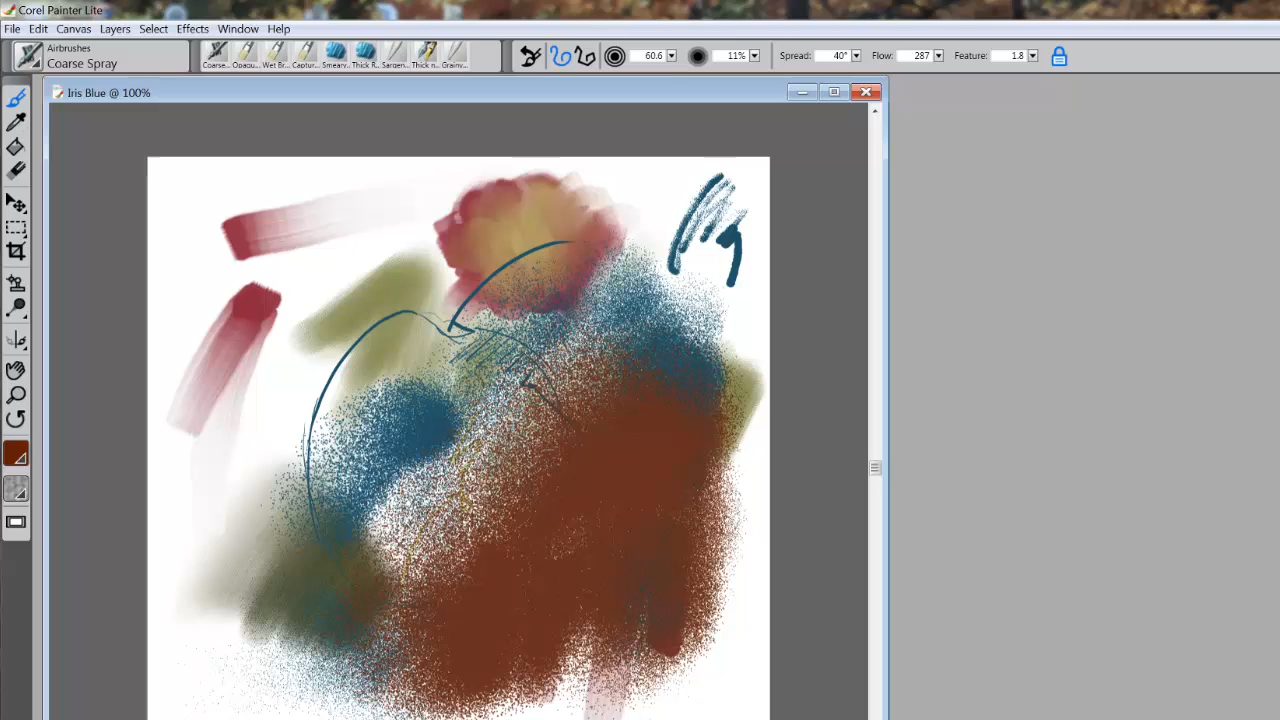 Corel Painter Lite
File Edit Canvas Layers Select Effects Window Help
Airbrushes
Coarse Spray
Coarse... Opaqu... Wet Br... Captur... Smeary... Thick R... Sargen... Thick n... Grainy...
60.6 11% Spread: 40° Flow: 287 Feature: 1.8
Iris Blue @ 100%